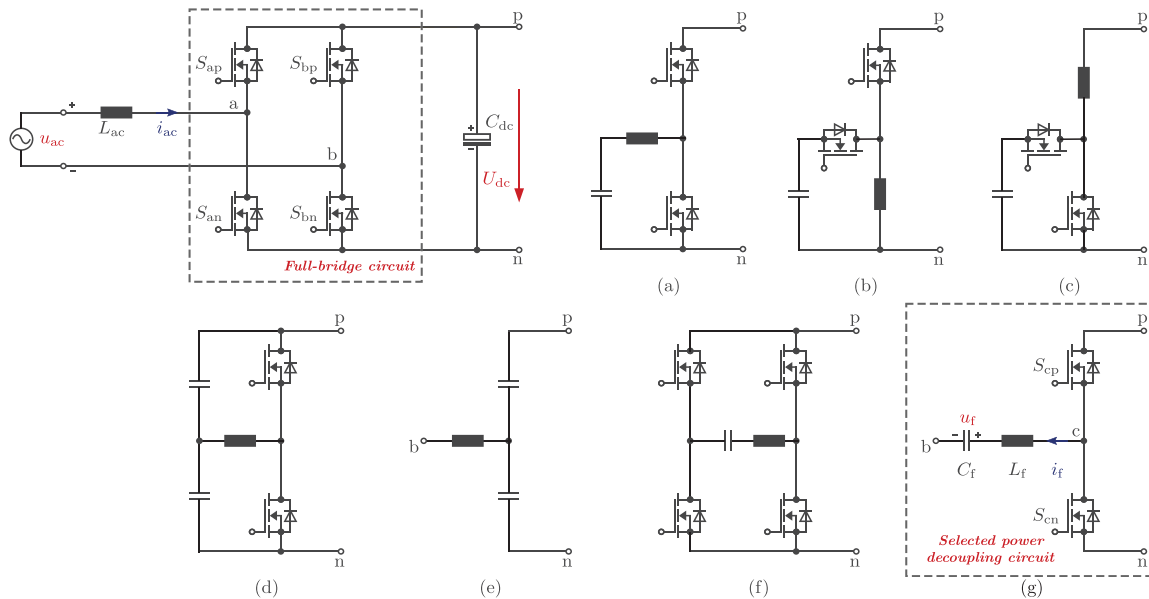 p
S_ap
S_bp
+
a
L_ac
i_ac
u_ac
-
b
+
-
C_dc
U_dc
S_an
S_bn
n
Full-bridge circuit
p
n
(a)
p
n
(b)
p
n
(c)
p
n
(d)
p
b
n
(e)
p
n
(f)
p
S_cp
u_f
- +
c
b
C_f
L_f
i_f
S_cn
Selected power
decoupling circuit
n
(g)